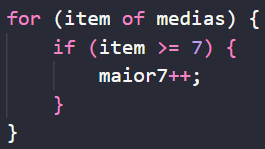 for (item of medias) {
    if (item >= 7) {
        maior7++;
    }
}